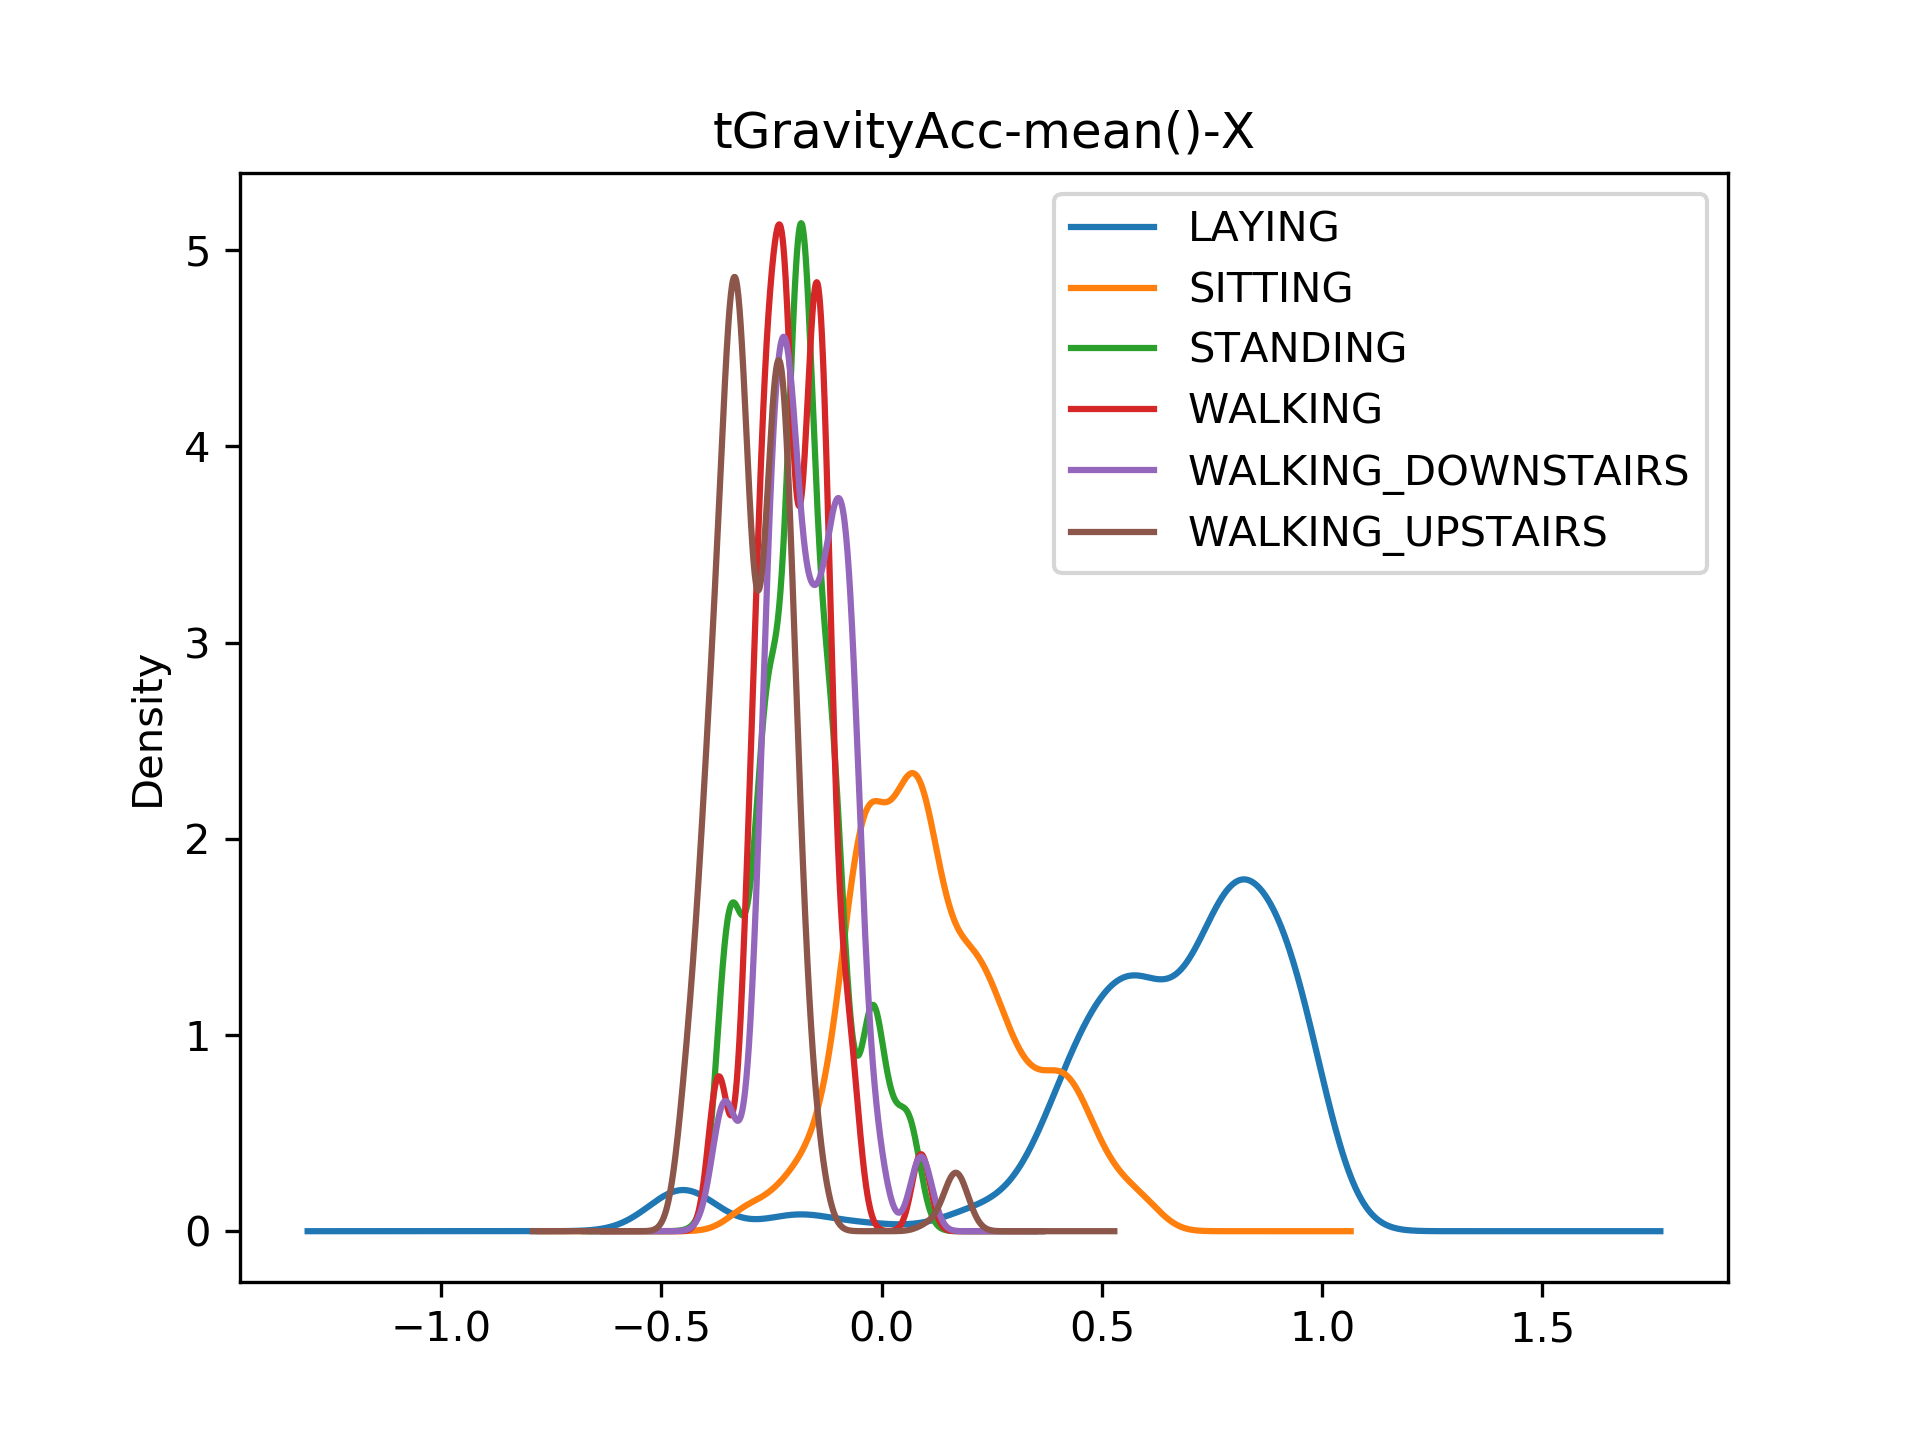 tGravityAcc-mean()-X
LAYING
SITTING
STANDING
WALKING
WALKING_DOWNSTAIRS
WALKING_UPSTAIRS
Density
5
4
3
2
1
0
−1.0 −0.5 0.0 0.5 1.0 1.5